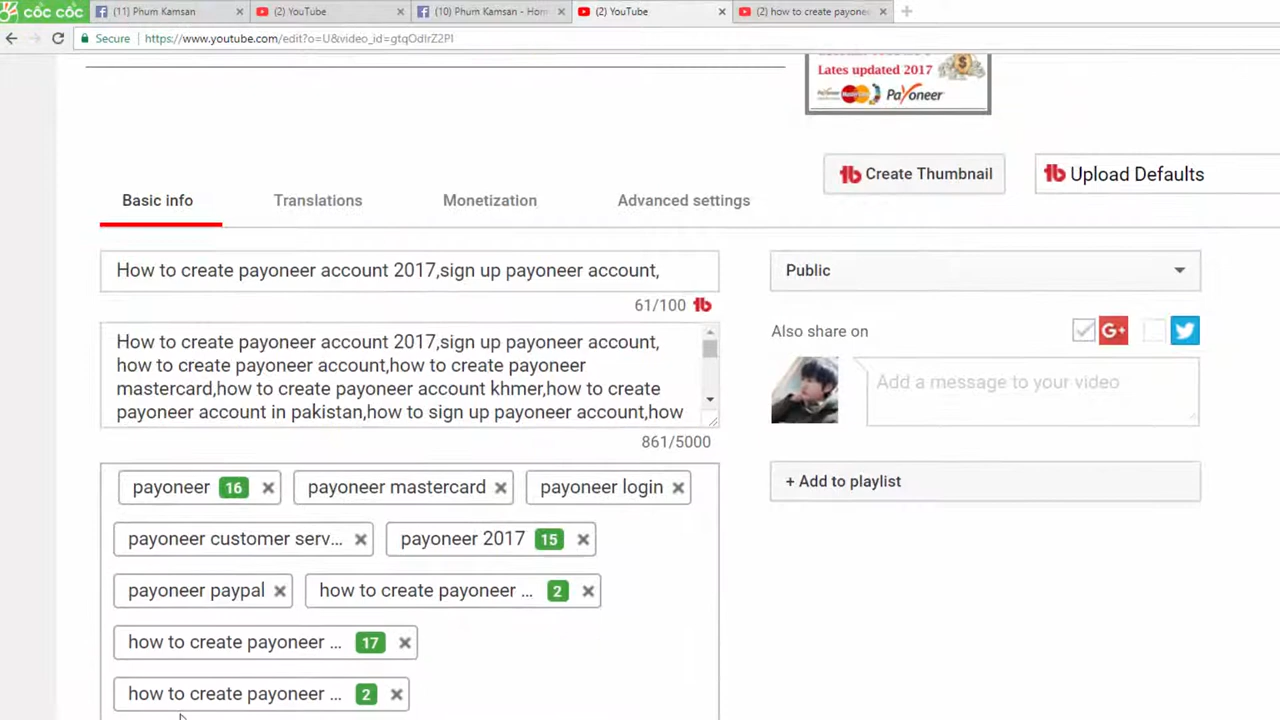 cốc cốc
(11) Phum Kamsan
(2) YouTube
(10) Phum Kamsan - Hom
(2) YouTube
(2) how to create payone
Secure
https://www.youtube.com/edit?o=U&video_id=gtqOdIrZ2PI
Lates updated 2017
Payoneer
Create Thumbnail
Upload Defaults
Basic info
Translations
Monetization
Advanced settings
How to create payoneer account 2017,sign up payoneer account,
61/100
Public
Also share on
G+
How to create payoneer account 2017,sign up payoneer account,
how to create payoneer account,how to create payoneer
mastercard,how to create payoneer account khmer,how to create
payoneer account in pakistan,how to sign up payoneer account,how
861/5000
Add a message to your video
+ Add to playlist
payoneer 16
payoneer mastercard
payoneer login
payoneer customer serv...
payoneer 2017 15
payoneer paypal
how to create payoneer ... 2
how to create payoneer ... 17
how to create payoneer ... 2